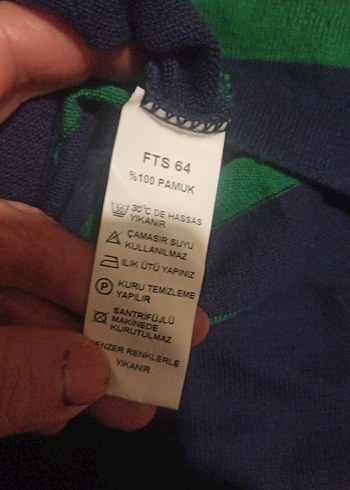 FTS 64
%100 PAMUK
30°C DE HASSAS
YIKANIR
ÇAMAŞIR SUYU
KULLANILMAZ
ILIK ÜTÜ YAPINIZ
P KURU TEMİZLEME
YAPILIR
SANTRİFÜJLÜ
MAKİNEDE
KURUTULMAZ
BENZER RENKLERLE
YIKANIR